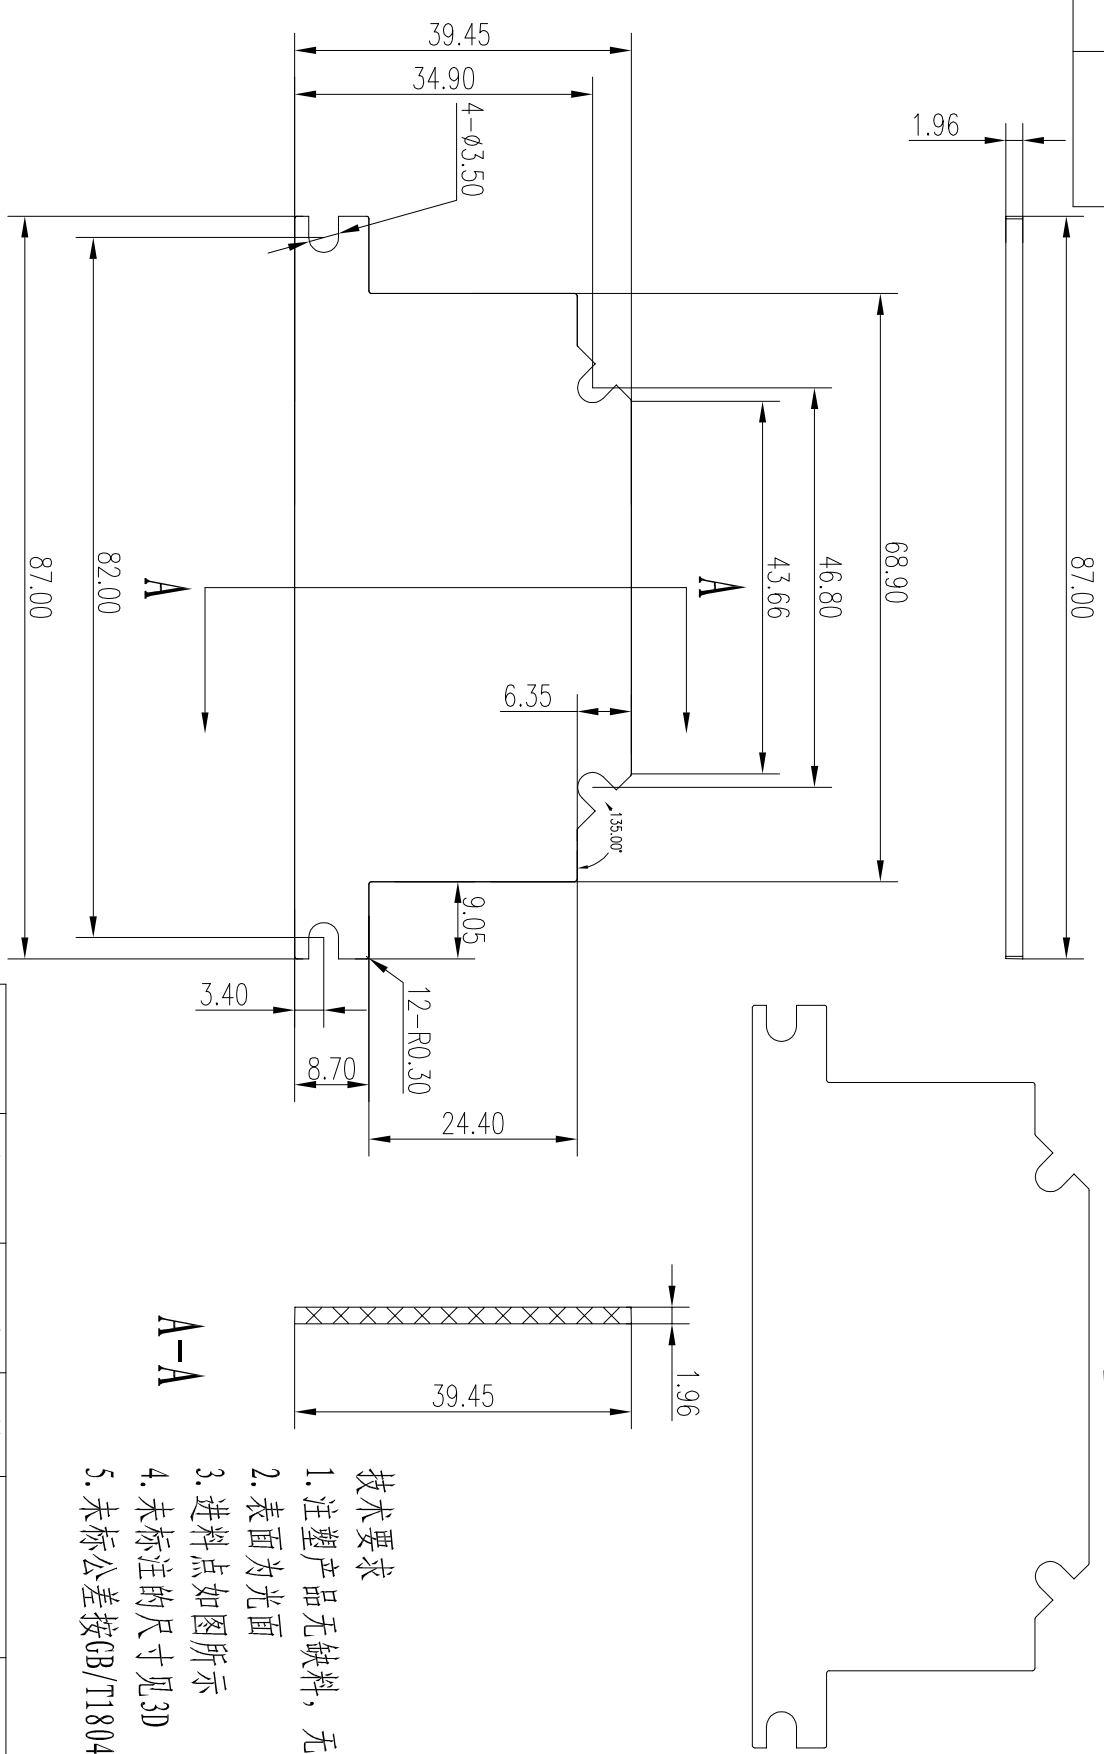 39.45
34.90
4-ø3.50
1.96
87.00
68.90
46.80
43.66
A
A
82.00
87.00
6.35
135.00°
9.05
3.40
12-R0.30
8.70
24.40
A-A
1.96
39.45
技术要求
1. 注塑产品无缺料，无
2. 表面为光面
3. 进料点如图所示
4. 未标注的尺寸见3D
5. 未标公差按GB/T1804